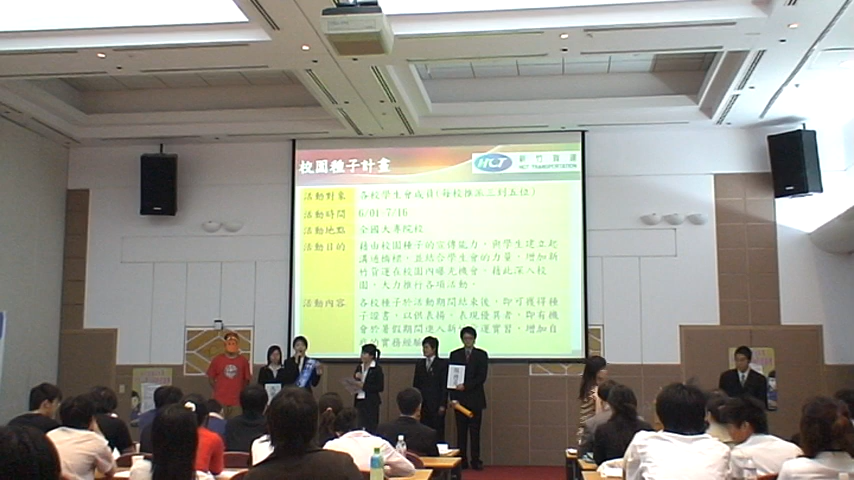 校園種子計畫
HCT 新竹貨運
HCT TRANSPORTATION
活動對象 各校學生會成員(每校推派三到五位)
活動時間 6/01-7/16
活動地點 全國大專院校
活動目的 藉由校園種子的宣傳能力，與學生建立起
溝通橋樑，並結合學生會的力量，增加新
竹貨運在校園內曝光機會，藉此深入校
園，大力推行各項活動。
活動內容 各校種子於活動期間結束後，即可獲得種
子證書，以供表揚，表現優異者，即有機
會於暑假期間進入新竹貨運實習，增加自
我的實務經驗